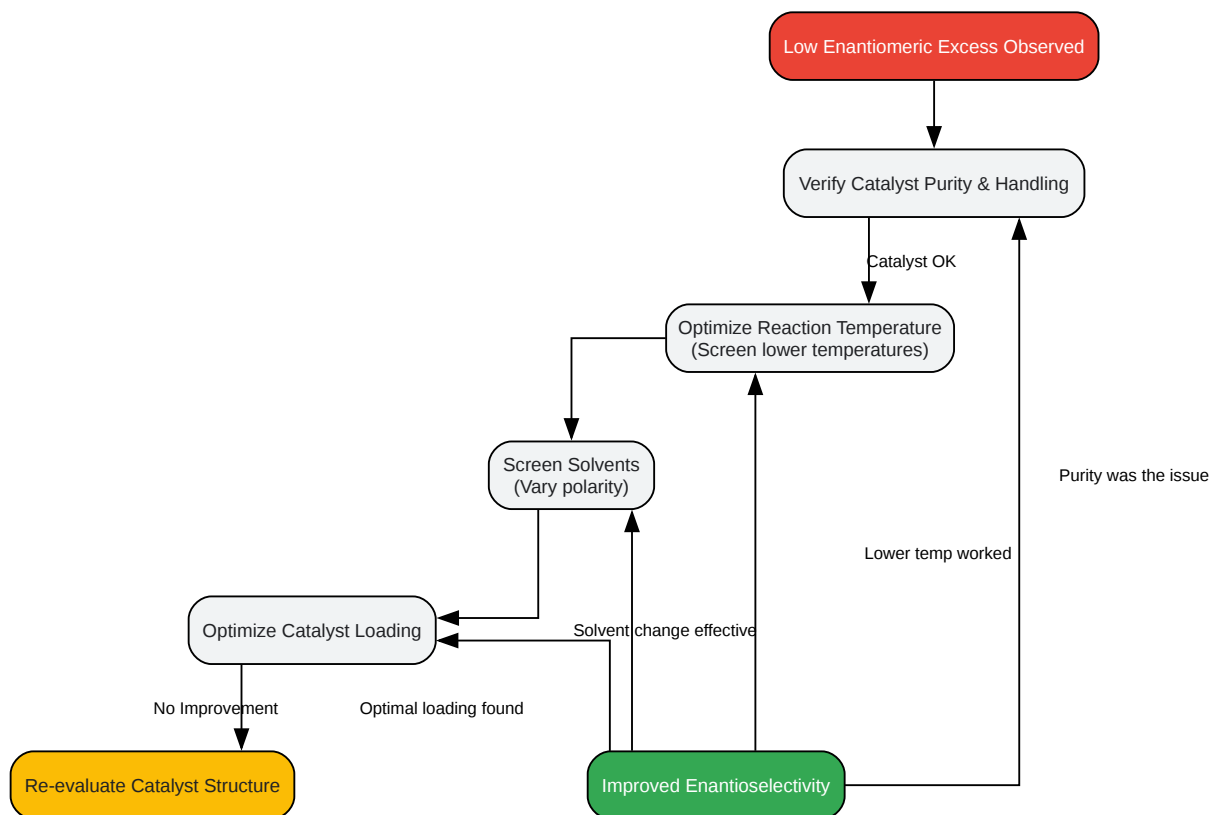 Low Enantiomeric Excess Observed
Verify Catalyst Purity & Handling
Catalyst OK
Optimize Reaction Temperature
(Screen lower temperatures)
Screen Solvents
(Vary polarity)
Purity was the issue
Lower temp worked
Optimize Catalyst Loading
Solvent change effective
No Improvement
Optimal loading found
Re-evaluate Catalyst Structure
Improved Enantioselectivity